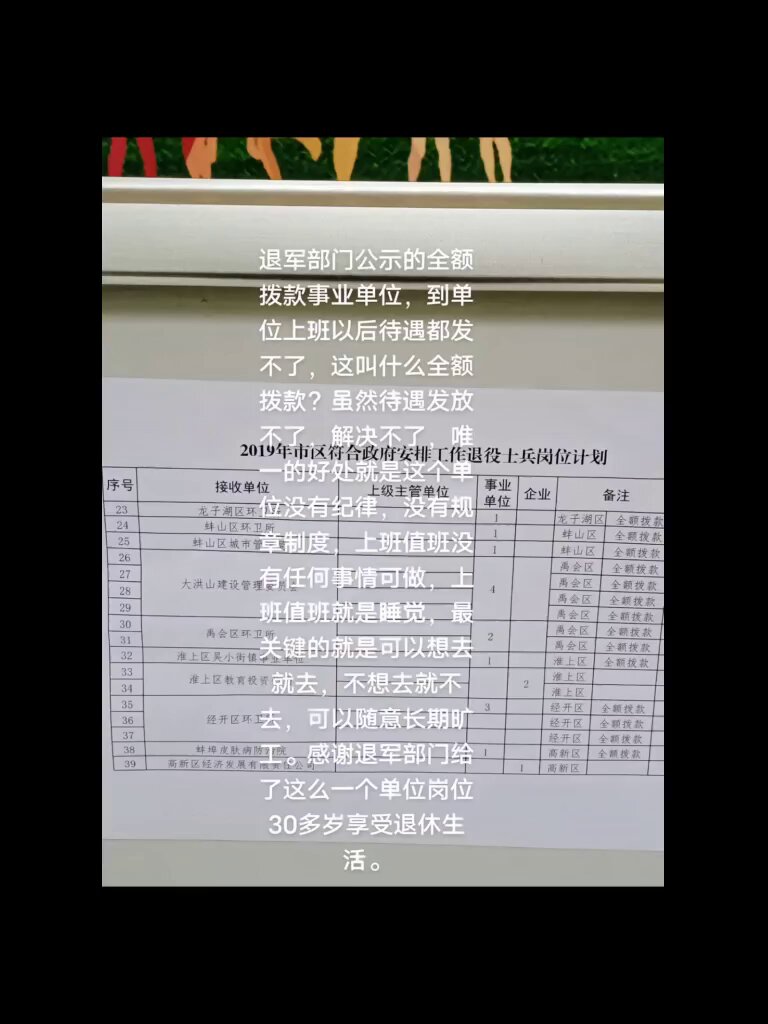 退军部门公示的全额
拨款事业单位，到单
位上班以后待遇都发
不了，这叫什么全额
拨款？虽然待遇发放
不了，解决不了，唯
一的好处就是这个单
位没有纪律，没有规
章制度，上班值班没
有任何事情可做，上
班值班就是睡觉，最
关键的就是可以想去
就去，不想去就不
去，可以随意长期旷
工。感谢退军部门给
了这么一个单位岗位
30多岁享受退休生
活。
2019年市区符合政府安排工作退役士兵岗位计划
序号 接收单位 上级主管单位 事业单位 企业 备注
23 龙子湖区环卫所 1 龙子湖区 全额拨款
24 蚌山区环卫所 1 蚌山区 全额拨款
25 蚌山区城市管 1 蚌山区 全额拨款
26 大洪山建设管理委员会 4 禹会区 全额拨款
27 禹会区 全额拨款
28 禹会区 全额拨款
29 禹会区 全额拨款
30 禹会区环卫所 2 禹会区 全额拨款
31 禹会区 全额拨款
32 淮上区吴小街镇事业单位 1 淮上区 全额拨款
33 淮上区教育投资 2 淮上区
34 淮上区
35 经开区环卫 3 经开区 全额拨款
36 经开区 全额拨款
37 经开区 全额拨款
38 蚌埠皮肤病防治院 1 高新区 全额拨款
39 高新区经济发展有限责任公司 1 高新区